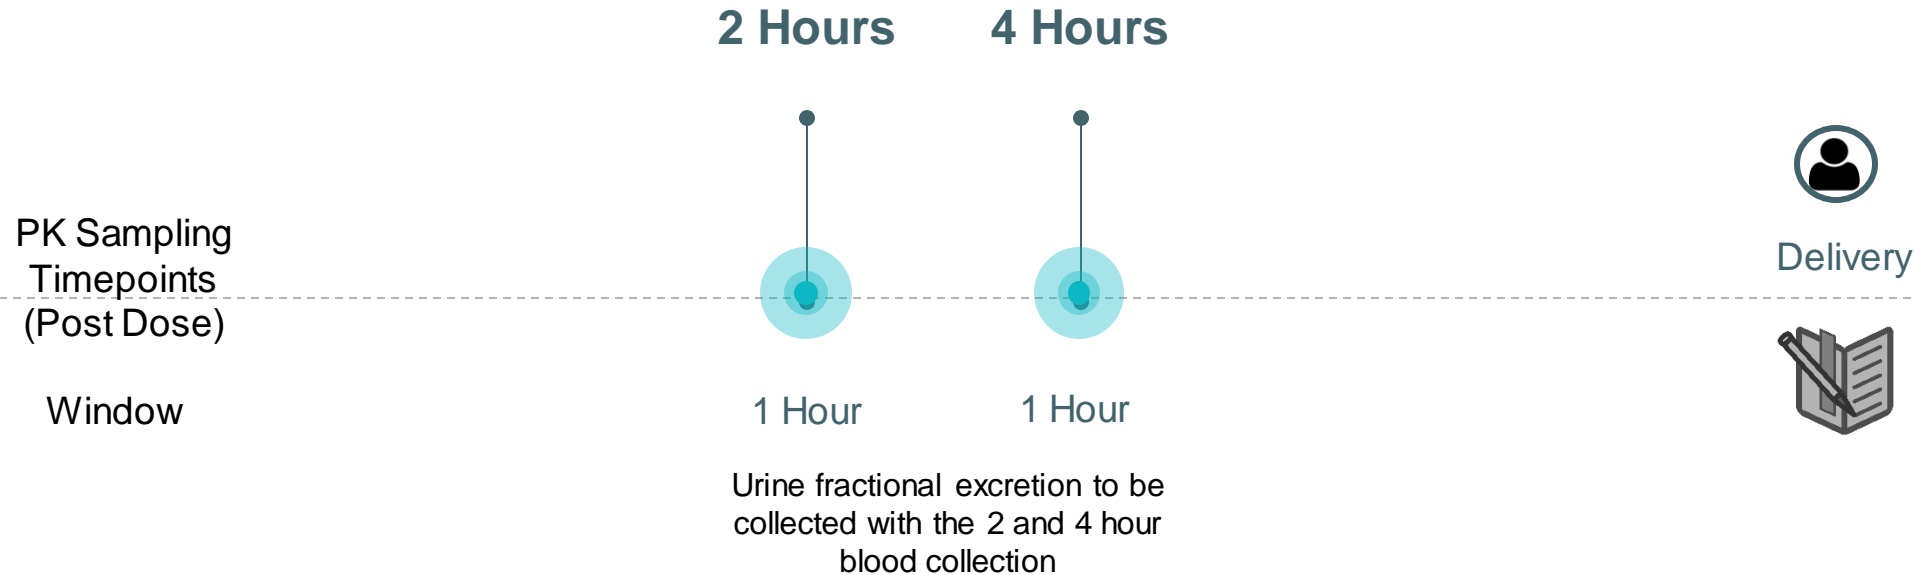 2 Hours
4 Hours
PK Sampling
Timepoints
(Post Dose)
Delivery
Window
1 Hour
1 Hour
Urine fractional excretion to be
collected with the 2 and 4 hour
blood collection